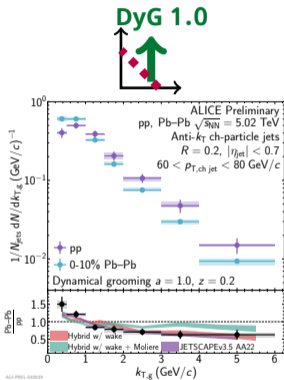 DyG 1.0
ALICE Preliminary
pp, Pb–Pb √sNN = 5.02 TeV
Anti-kT ch-particle jets
R = 0.2, |ηjet| < 0.7
60 < pT,ch jet < 80 GeV/c
1/Njets dN/dkT,g (GeV/c)⁻¹
10⁰
10⁻¹
10⁻²
pp
0-10% Pb–Pb
Dynamical grooming a = 1.0, z = 0.2
Pb–Pb
pp
1.5
1.0
0.5
Hybrid w/ wake
Hybrid w/ wake + Moliere
JETSCAPEv3.5 AA22
0 1 2 3 4 5 6
kT,g (GeV/c)